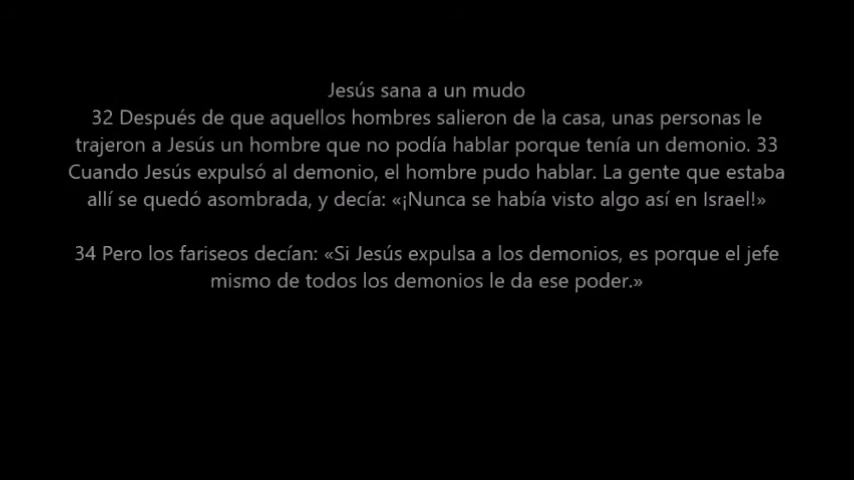 Jesús sana a un mudo
32 Después de que aquellos hombres salieron de la casa, unas personas le
trajeron a Jesús un hombre que no podía hablar porque tenía un demonio. 33
Cuando Jesús expulsó al demonio, el hombre pudo hablar. La gente que estaba
allí se quedó asombrada, y decía: «¡Nunca se había visto algo así en Israel!»
34 Pero los fariseos decían: «Si Jesús expulsa a los demonios, es porque el jefe
mismo de todos los demonios le da ese poder.»